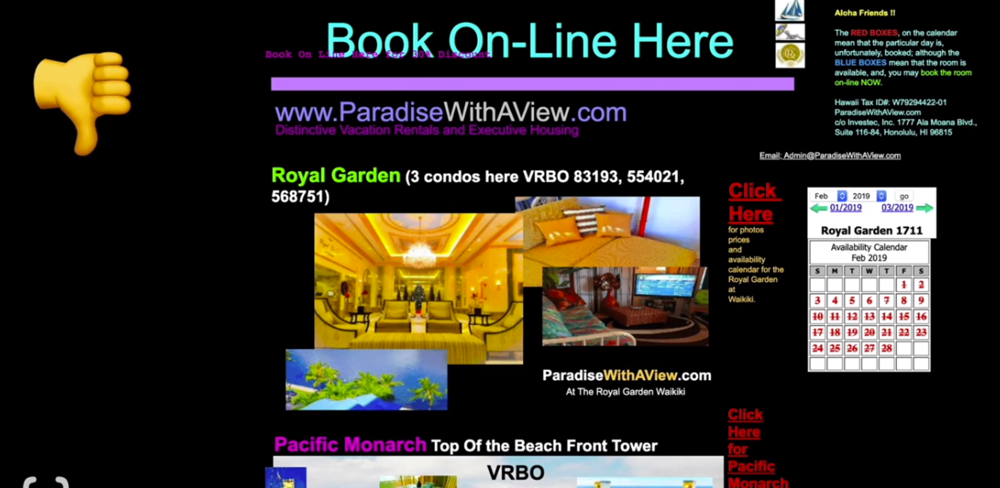 Book On-Line Here
Book On Line Here for 30% Discount
www.ParadiseWithAView.com
Distinctive Vacation Rentals and Executive Housing
Aloha Friends !!
The RED BOXES, on the calendar
mean that the particular day is,
unfortunately, booked; although the
BLUE BOXES mean that the room is
available, and, you may book the room
on-line NOW.
Hawaii Tax ID#: W79294422-01
ParadiseWithAView.com
c/o Investec, Inc. 1777 Ala Moana Blvd.,
Suite 116-84, Honolulu, HI 96815
Email; Admin@ParadiseWithAView.com
Royal Garden (3 condos here VRBO 83193, 554021,
568751)
ParadiseWithAView.com
At The Royal Garden Waikiki
Click
Here
for photos
prices
and
availability
calendar for the
Royal Garden
at
Waikiki.
Feb 2019 go
01/2019 03/2019
Royal Garden 1711
Availability Calendar
Feb 2019
S M T W T F S
1 2
3 4 5 6 7 8 9
10 11 12 13 14 15 16
17 18 19 20 21 22 23
24 25 26 27 28
Pacific Monarch Top Of the Beach Front Tower
VRBO
Click
Here
for
Pacific
Monarch